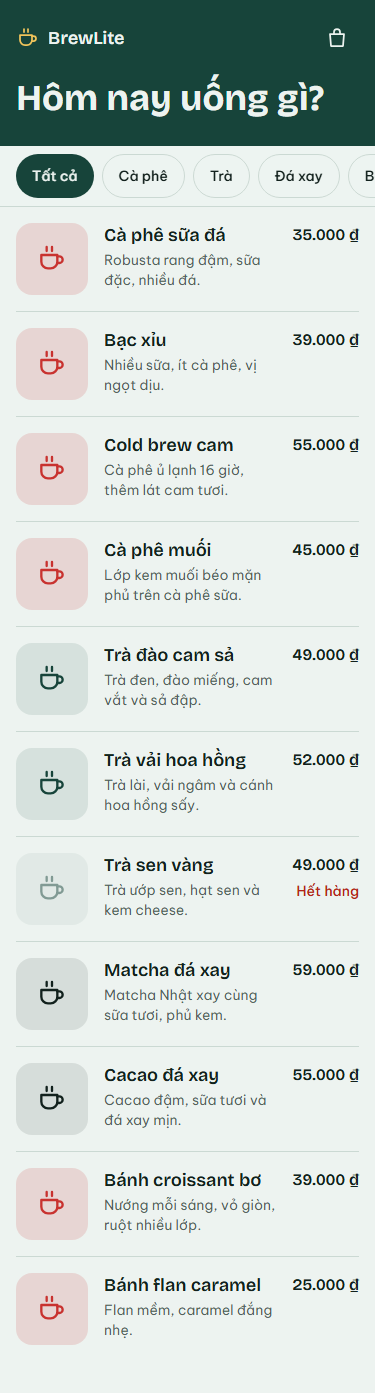 BrewLite
Hôm nay uống gì?
Tất cả
Cà phê
Trà
Đá xay
B
Cà phê sữa đá
35.000 ₫
Robusta rang đậm, sữa
đặc, nhiều đá.
Bạc xỉu
39.000 ₫
Nhiều sữa, ít cà phê, vị
ngọt dịu.
Cold brew cam
55.000 ₫
Cà phê ủ lạnh 16 giờ,
thêm lát cam tươi.
Cà phê muối
45.000 ₫
Lớp kem muối béo mặn
phủ trên cà phê sữa.
Trà đào cam sả
49.000 ₫
Trà đen, đào miếng, cam
vắt và sả đập.
Trà vải hoa hồng
52.000 ₫
Trà lài, vải ngâm và cánh
hoa hồng sấy.
Trà sen vàng
49.000 ₫
Trà ướp sen, hạt sen và
kem cheese.
Hết hàng
Matcha đá xay
59.000 ₫
Matcha Nhật xay cùng
sữa tươi, phủ kem.
Cacao đá xay
55.000 ₫
Cacao đậm, sữa tươi và
đá xay mịn.
Bánh croissant bơ
39.000 ₫
Nướng mỗi sáng, vỏ giòn,
ruột nhiều lớp.
Bánh flan caramel
25.000 ₫
Flan mềm, caramel đắng
nhẹ.